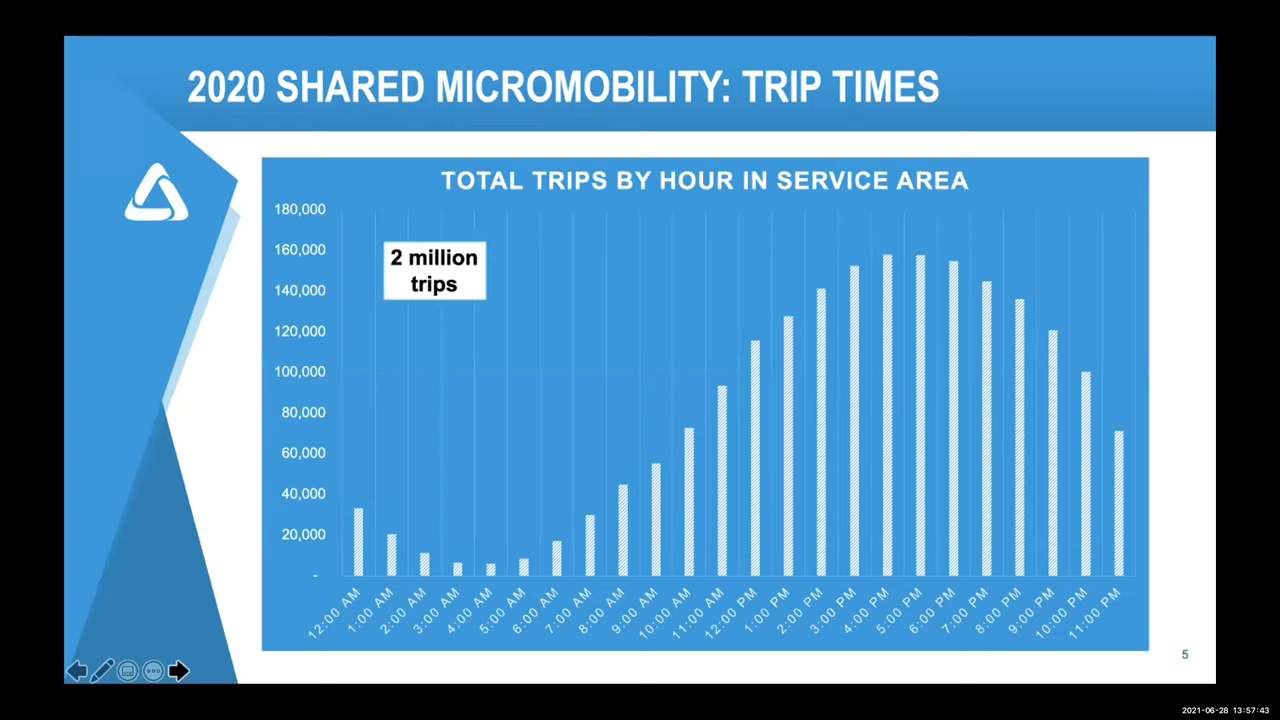 2020 SHARED MICROMOBILITY: TRIP TIMES
TOTAL TRIPS BY HOUR IN SERVICE AREA
180,000
160,000
140,000
120,000
100,000
80,000
60,000
40,000
20,000
-
2 million
trips
12:00 AM
1:00 AM
2:00 AM
3:00 AM
4:00 AM
5:00 AM
6:00 AM
7:00 AM
8:00 AM
9:00 AM
10:00 AM
11:00 AM
12:00 PM
1:00 PM
2:00 PM
3:00 PM
4:00 PM
5:00 PM
6:00 PM
7:00 PM
8:00 PM
9:00 PM
10:00 PM
11:00 PM
5
2021-06-28 13:57:43